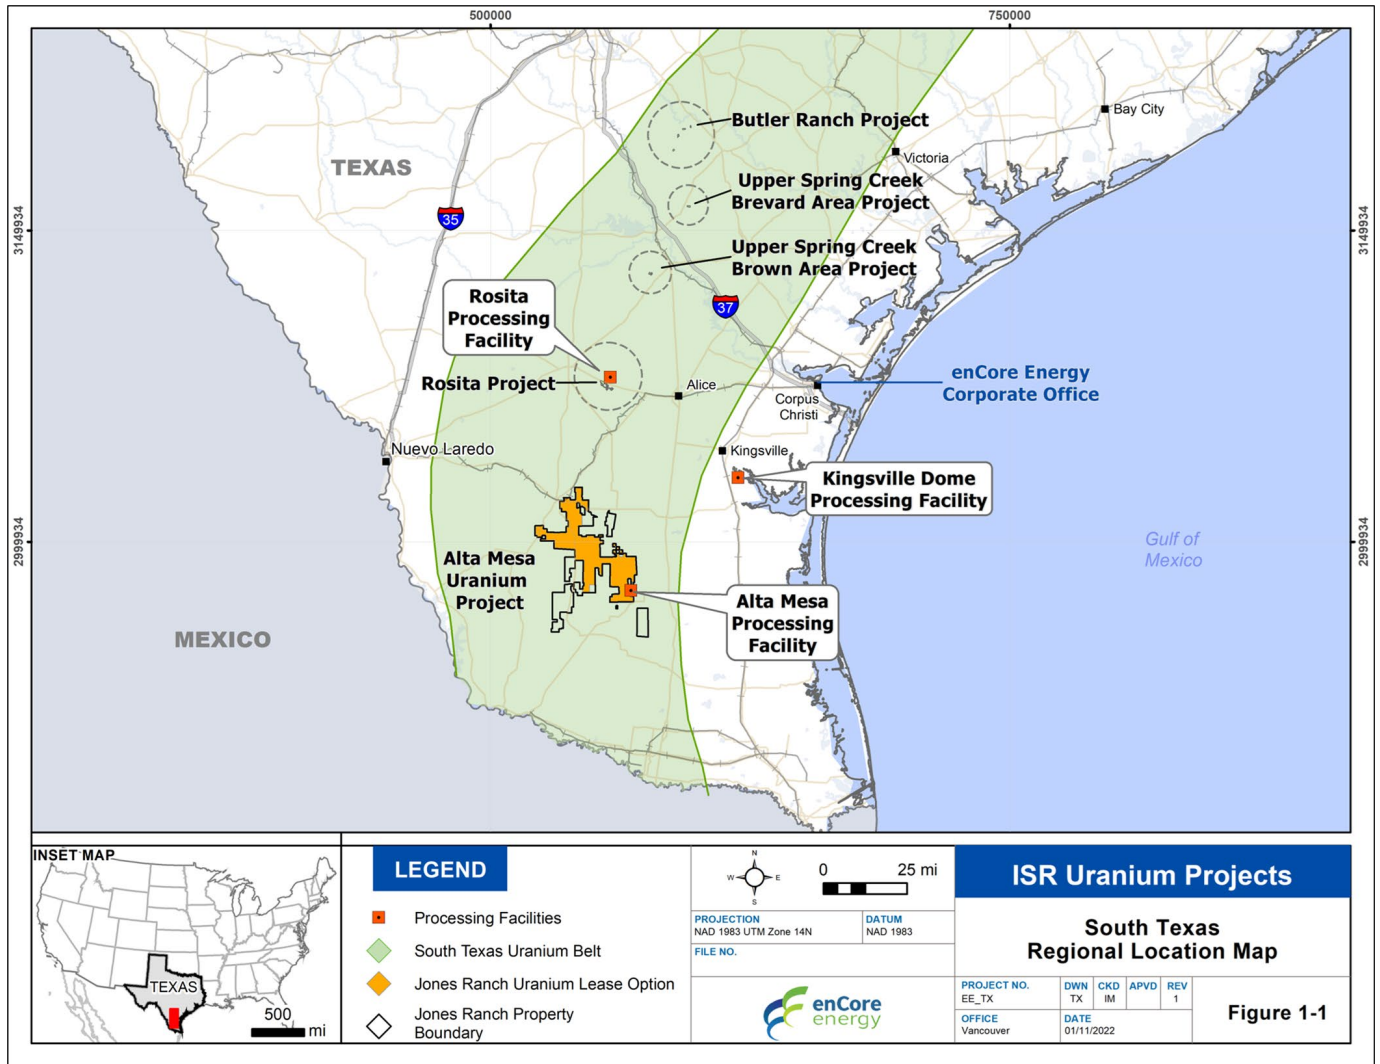 500000
750000
3149934
3149934
2999934
2999934
TEXAS
35
Butler Ranch Project
Bay City
Victoria
Upper Spring Creek
Brevard Area Project
Upper Spring Creek
Brown Area Project
37
Rosita
Processing
Facility
Rosita Project
Alice
enCore Energy
Corporate Office
Corpus
Christi
Nuevo Laredo
Kingsville
Kingsville Dome
Processing Facility
Gulf of
Mexico
Alta Mesa
Uranium
Project
Alta Mesa
Processing
Facility
MEXICO
INSET MAP
TEXAS
500
mi
LEGEND
Processing Facilities
South Texas Uranium Belt
Jones Ranch Uranium Lease Option
Jones Ranch Property
Boundary
N
W
E
S
0
25 mi
PROJECTION
NAD 1983 UTM Zone 14N
DATUM
NAD 1983
FILE NO.
enCore
energy
ISR Uranium Projects
South Texas
Regional Location Map
PROJECT NO.
EE_TX
DWN
TX
CKD
IM
APVD
REV
1
OFFICE
Vancouver
DATE
01/11/2022
Figure 1-1